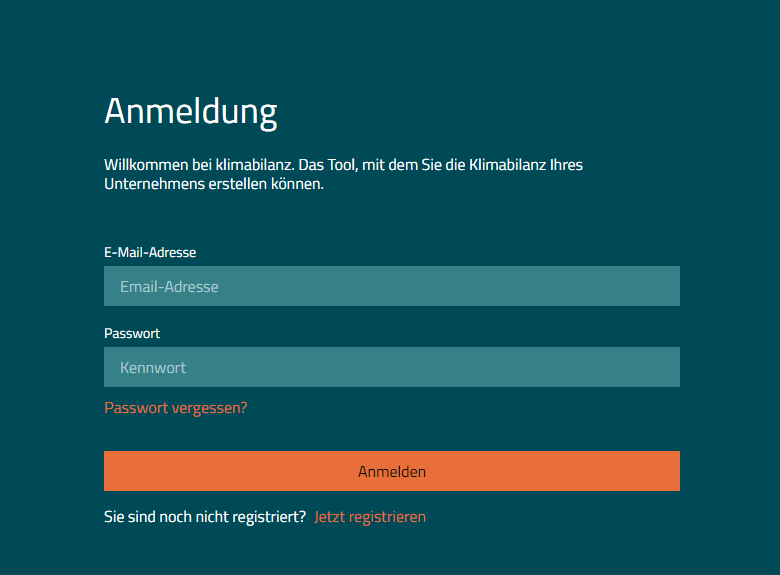 Anmeldung
Willkommen bei klimabilanz. Das Tool, mit dem Sie die Klimabilanz Ihres
Unternehmens erstellen können.
E-Mail-Adresse
Email-Adresse
Passwort
Kennwort
Passwort vergessen?
Anmelden
Sie sind noch nicht registriert? Jetzt registrieren